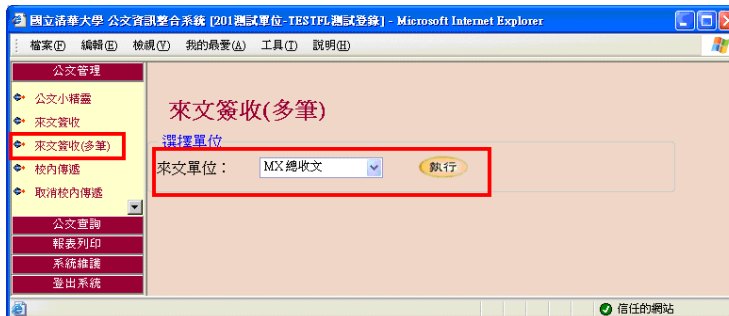 國立清華大學 公文資訊整合系統 [201測試單位-TESTFL測試登錄] - Microsoft Internet Explorer
檔案(F) 編輯(E) 檢視(V) 我的最愛(A) 工具(T) 說明(H)
公文管理
公文小精靈
來文簽收
來文簽收(多筆)
校內傳遞
取消校內傳遞
公文查詢
報表列印
系統維護
登出系統
來文簽收(多筆)
選擇單位
來文單位： MX 總收文 執行
信任的網站